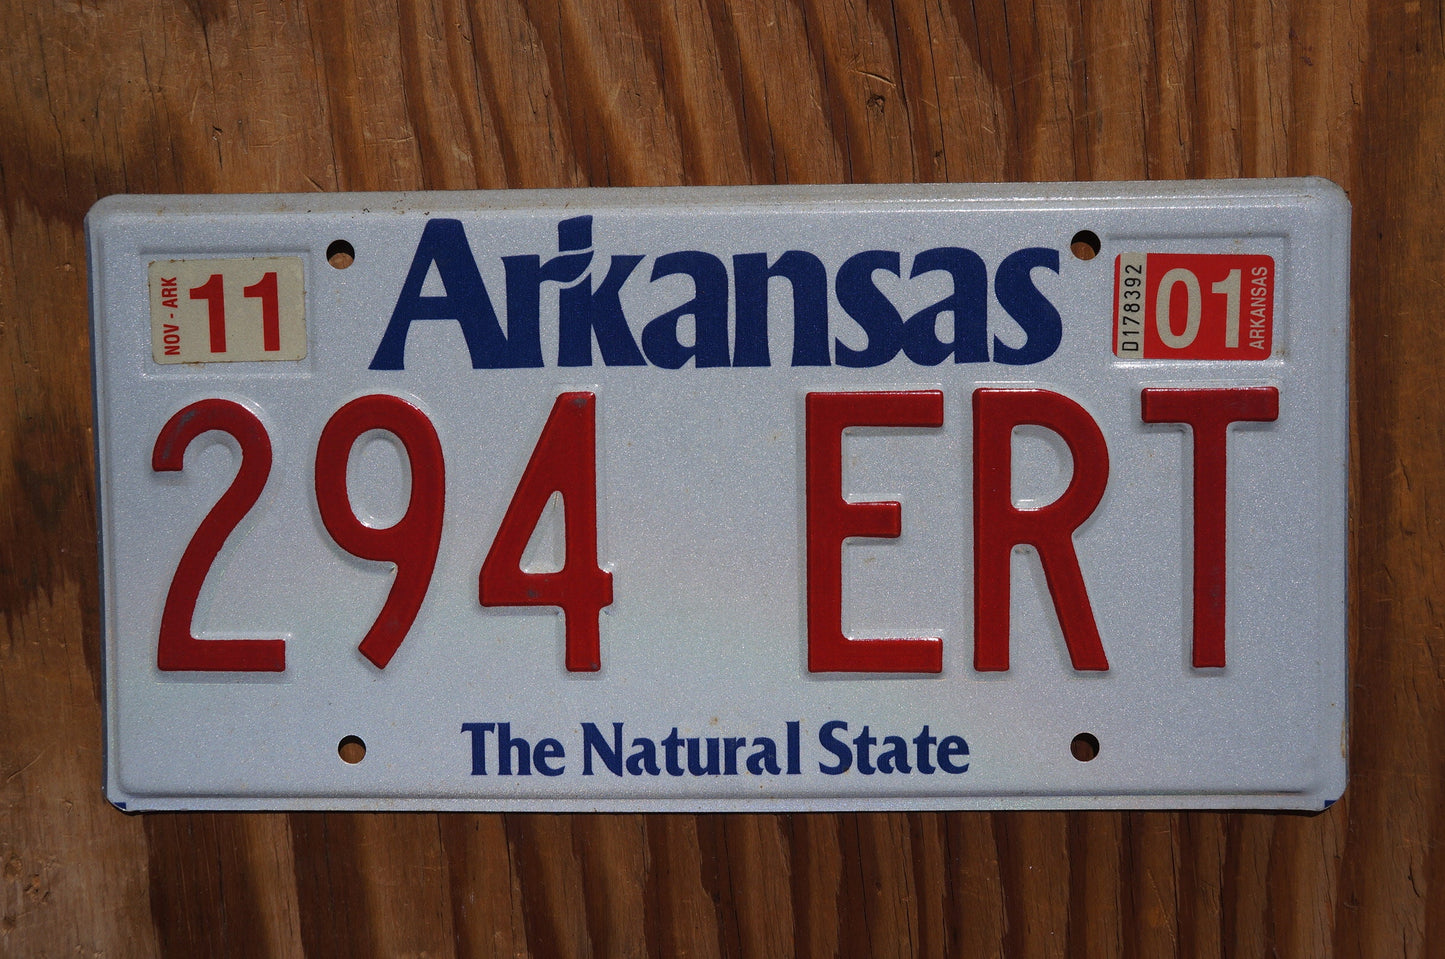 Arkansas
NOV - ARK
11
D178392
01
ARKANSAS
294 ERT
The Natural State